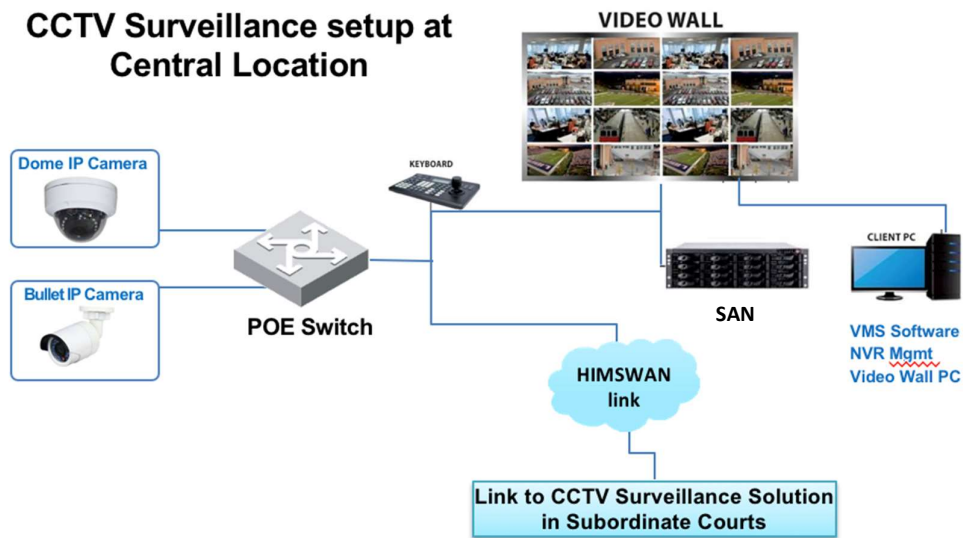 CCTV Surveillance setup at
Central Location
VIDEO WALL
Dome IP Camera
KEYBOARD
CLIENT PC
Bullet IP Camera
POE Switch
SAN
VMS Software
NVR Mgmt
Video Wall PC
HIMSWAN
link
Link to CCTV Surveillance Solution
in Subordinate Courts